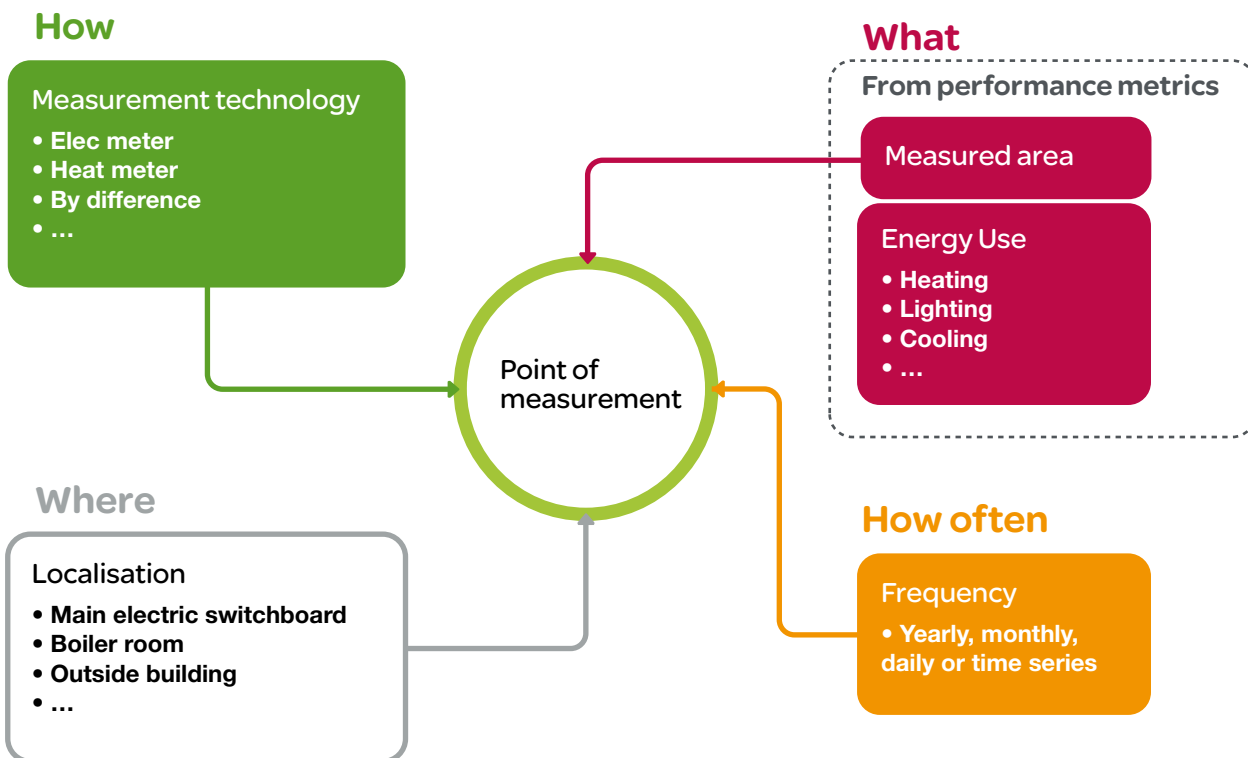 How
Measurement technology
• Elec meter
• Heat meter
• By difference
• ...
What
From performance metrics
Measured area
Energy Use
• Heating
• Lighting
• Cooling
• ...
Point of
measurement
Where
Localisation
• Main electric switchboard
• Boiler room
• Outside building
• ...
How often
Frequency
• Yearly, monthly,
daily or time series